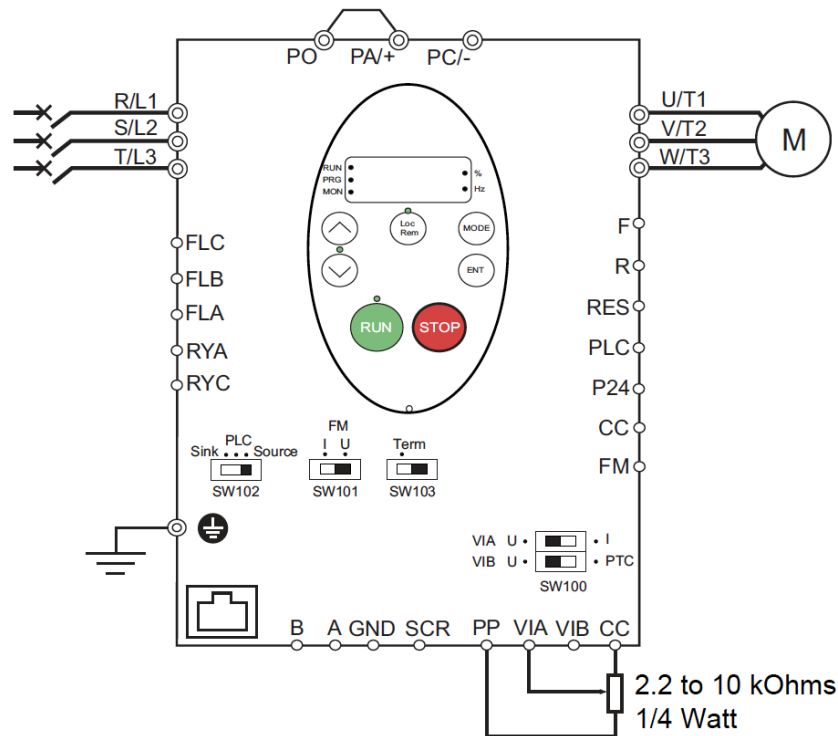 PO PA/+ PC/-
R/L1
S/L2
T/L3
U/T1
V/T2
W/T3
M
RUN
PRG
MON
%
Hz
Loc
Rem
MODE
ENT
RUN
STOP
FLC
FLB
FLA
RYA
RYC
F
R
RES
PLC
P24
CC
FM
PLC
Sink Source
SW102
FM
I U
SW101
Term
SW103
VIA U I
VIB U PTC
SW100
B A GND SCR PP VIA VIB CC
2.2 to 10 kOhms
1/4 Watt